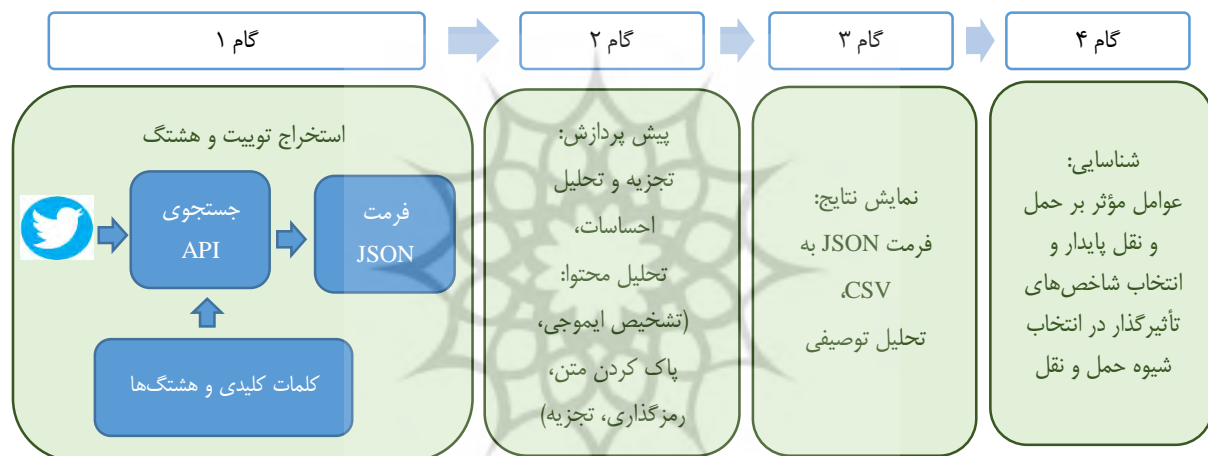 گام ۱
گام ۲
گام ۳
گام ۴
استخراج توییت و هشتگ
جستجوی
API
فرمت
JSON
کلمات کلیدی و هشتگ‌ها
پیش پردازش:
تجزیه و تحلیل
احساسات،
تحلیل محتوا:
(تشخیص ایموجی،
پاک کردن متن،
رمزگذاری، تجزیه)
نمایش نتایج:
فرمت JSON به
CSV،
تحلیل توصیفی
شناسایی:
عوامل مؤثر بر حمل
و نقل پایدار و
انتخاب شاخص‌های
تأثیرگذار در انتخاب
شیوه حمل و نقل